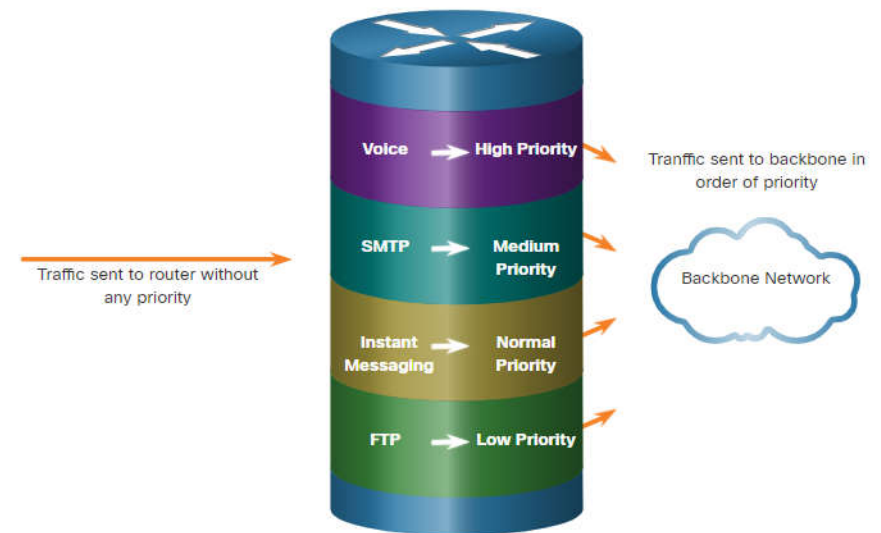 Voice High Priority
Tranffic sent to backbone in
order of priority
SMTP Medium
Priority
Traffic sent to router without
any priority
Backbone Network
Instant Normal
Messaging Priority
FTP Low Priority